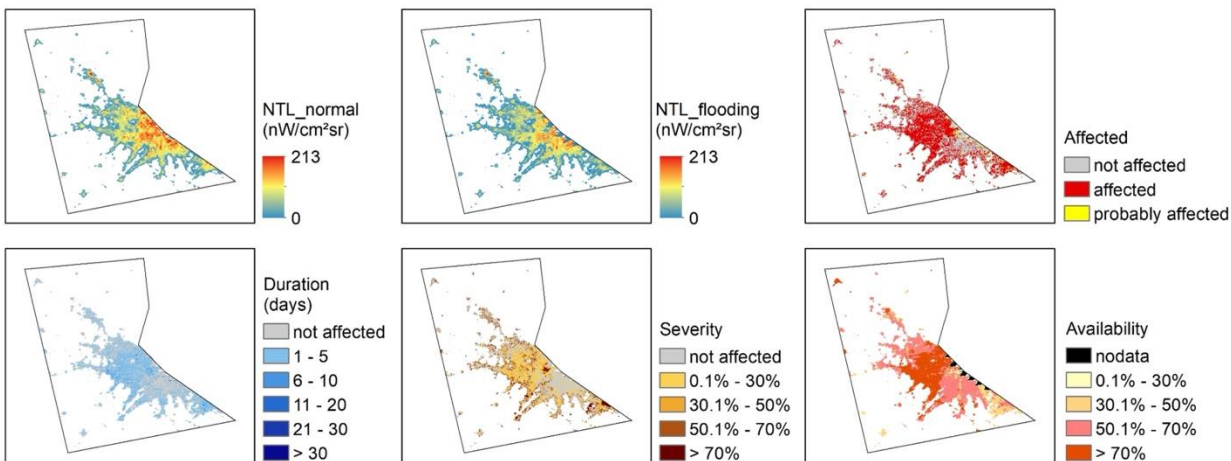 NTL_normal
(nW/cm²sr)
213
0
NTL_flooding
(nW/cm²sr)
213
0
Affected
not affected
affected
probably affected
Duration
(days)
not affected
1 - 5
6 - 10
11 - 20
21 - 30
> 30
Severity
not affected
0.1% - 30%
30.1% - 50%
50.1% - 70%
> 70%
Availability
nodata
0.1% - 30%
30.1% - 50%
50.1% - 70%
> 70%